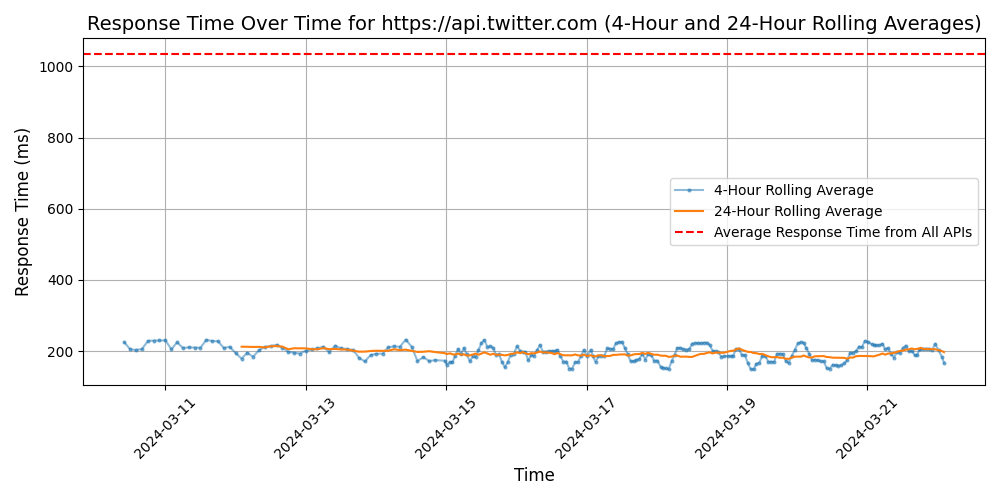 Response Time Over Time for https://api.twitter.com (4-Hour and 24-Hour Rolling Averages)
Response Time (ms)
1000
800
600
400
200
4-Hour Rolling Average
24-Hour Rolling Average
Average Response Time from All APIs
2024-03-11
2024-03-13
2024-03-15
2024-03-17
2024-03-19
2024-03-21
Time